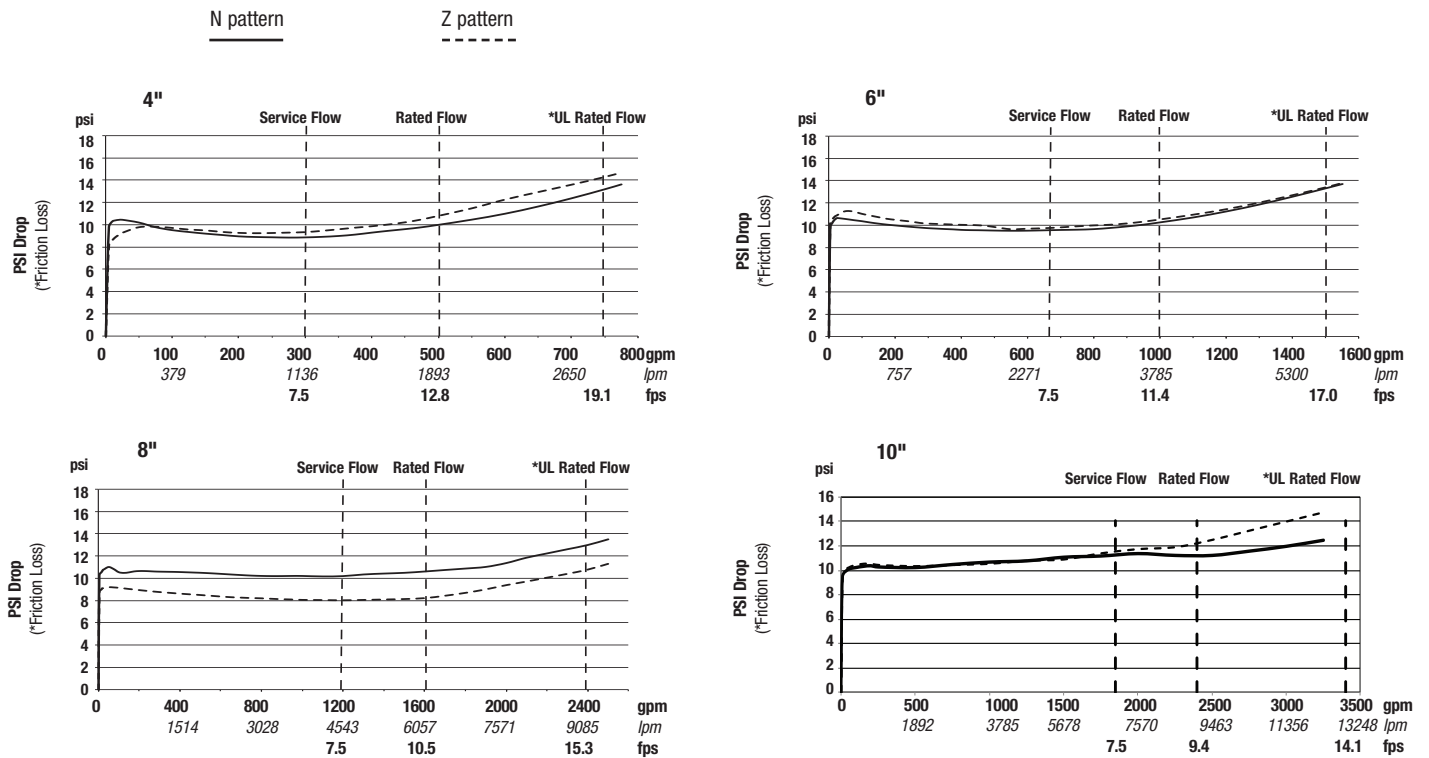 N pattern
Z pattern
4"
psi
Service Flow
Rated Flow
*UL Rated Flow
18
16
14
12
10
8
6
4
2
0
PSI Drop
(*Friction Loss)
0 100 200 300 400 500 600 700 800 gpm
379 1136 1893 2650 lpm
7.5 12.8 19.1 fps
6"
psi
Service Flow
Rated Flow
*UL Rated Flow
18
16
14
12
10
8
6
4
2
0
PSI Drop
(*Friction Loss)
0 200 400 600 800 1000 1200 1400 1600 gpm
757 2271 3785 5300 lpm
7.5 11.4 17.0 fps
8"
psi
Service Flow
Rated Flow
*UL Rated Flow
18
16
14
12
10
8
6
4
2
0
PSI Drop
(*Friction Loss)
0 400 800 1200 1600 2000 2400 gpm
1514 3028 4543 6057 7571 9085 lpm
7.5 10.5 15.3 fps
10"
psi
Service Flow
Rated Flow
*UL Rated Flow
16
14
12
10
8
6
4
2
0
PSI Drop
(*Friction Loss)
0 500 1000 1500 2000 2500 3000 3500 gpm
1892 3785 5678 7570 9463 11356 13248 lpm
7.5 9.4 14.1 fps